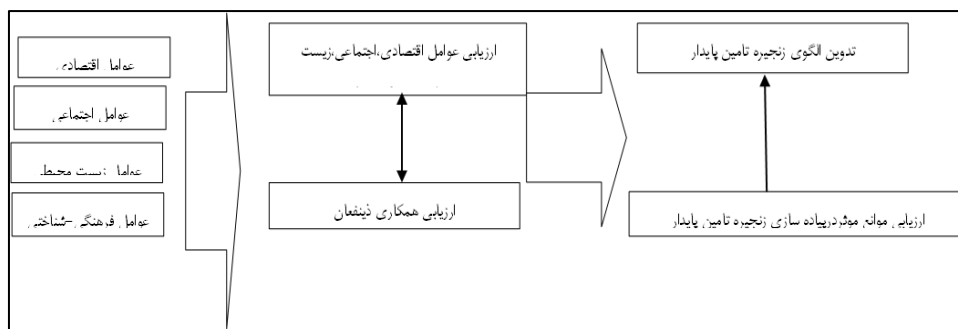 عوامل اقتصادی
عوامل اجتماعی
عوامل زیست محیط
عوامل فرهنگی-شناختی
ارزیابی عوامل اقتصادی،اجتماعی،زیست
ارزیابی همکاری ذینفعان
تدوین الگوی زنجیره تامین پایدار
ارزیابی موانع موثردرپیاده سازی زنجیره تامین پایدار